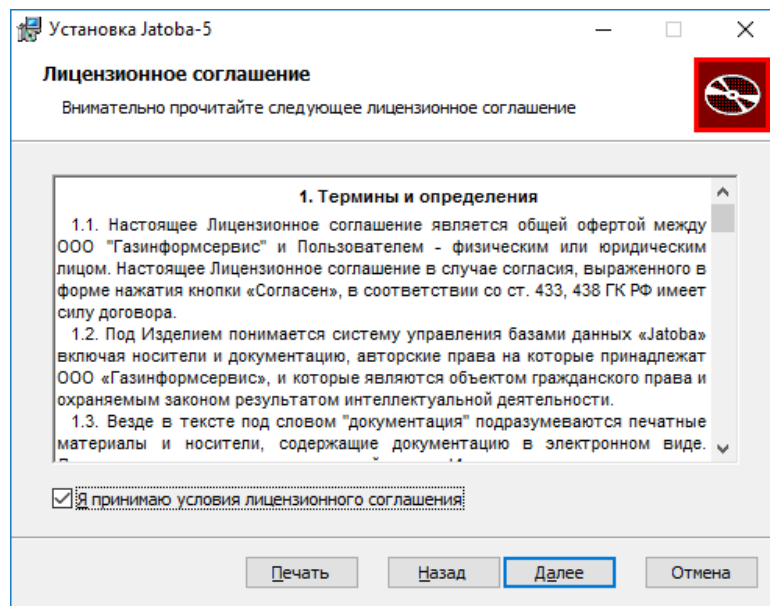 Установка Jatoba-5
Лицензионное соглашение
Внимательно прочитайте следующее лицензионное соглашение
1. Термины и определения
1.1. Настоящее Лицензионное соглашение является общей офертой между
ООО "Газинформсервис" и Пользователем - физическим или юридическим
лицом. Настоящее Лицензионное соглашение в случае согласия, выраженного в
форме нажатия кнопки «Согласен», в соответствии со ст. 433, 438 ГК РФ имеет
силу договора.
1.2. Под Изделием понимается систему управления базами данных «Jatoba»
включая носители и документацию, авторские права на которые принадлежат
ООО «Газинформсервис», и которые являются объектом гражданского права и
охраняемым законом результатом интеллектуальной деятельности.
1.3. Везде в тексте под словом "документация" подразумеваются печатные
материалы и носители, содержащие документацию в электронном виде.
Я принимаю условия лицензионного соглашения
Печать Назад Далее Отмена